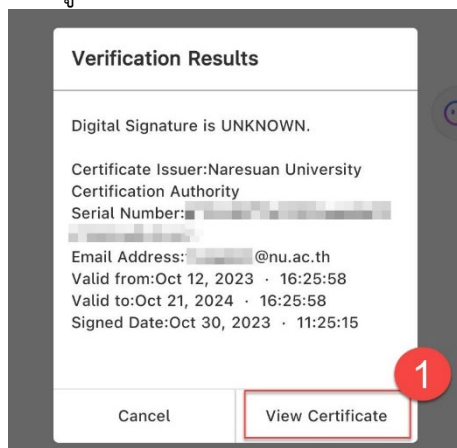 Verification Results
Digital Signature is UNKNOWN.
Certificate Issuer:Naresuan University
Certification Authority
Serial Number:
Email Address: @nu.ac.th
Valid from:Oct 12, 2023 · 16:25:58
Valid to:Oct 21, 2024 · 16:25:58
Signed Date:Oct 30, 2023 · 11:25:15
1
Cancel View Certificate